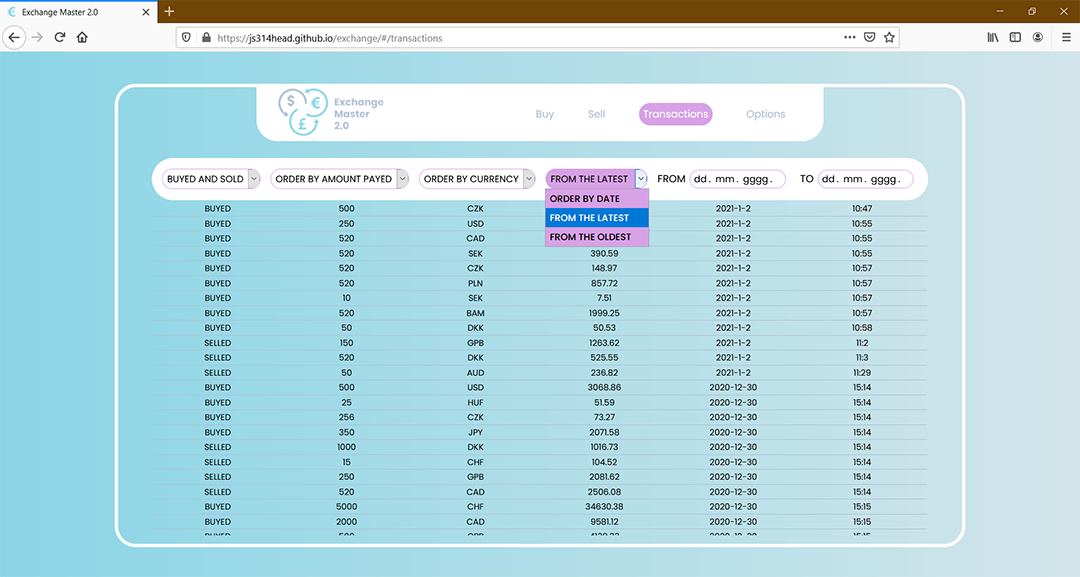 Exchange Master 2.0
https://js314head.github.io/exchange/#/transactions
Exchange
Master
2.0
$ € £
Buy Sell Transactions Options
BUYED AND SOLD ORDER BY AMOUNT PAYED ORDER BY CURRENCY FROM THE LATEST FROM dd. mm. gggg. TO dd. mm. gggg.
ORDER BY DATE
FROM THE LATEST
FROM THE OLDEST
BUYED 500 CZK 2021-1-2 10:47
BUYED 250 USD 2021-1-2 10:55
BUYED 520 CAD 2021-1-2 10:55
BUYED 520 SEK 390.59 2021-1-2 10:55
BUYED 520 CZK 148.97 2021-1-2 10:57
BUYED 520 PLN 857.72 2021-1-2 10:57
BUYED 10 SEK 7.51 2021-1-2 10:57
BUYED 520 BAM 1999.25 2021-1-2 10:57
BUYED 50 DKK 50.53 2021-1-2 10:58
SELLED 150 GPB 1263.62 2021-1-2 11:2
SELLED 520 DKK 525.55 2021-1-2 11:3
SELLED 50 AUD 236.82 2021-1-2 11:29
BUYED 500 USD 3068.86 2020-12-30 15:14
BUYED 25 HUF 51.59 2020-12-30 15:14
BUYED 256 CZK 73.27 2020-12-30 15:14
BUYED 350 JPY 2071.58 2020-12-30 15:14
SELLED 1000 DKK 1016.73 2020-12-30 15:14
SELLED 15 CHF 104.52 2020-12-30 15:14
SELLED 250 GPB 2081.62 2020-12-30 15:14
SELLED 520 CAD 2506.08 2020-12-30 15:14
BUYED 5000 CHF 34630.38 2020-12-30 15:15
BUYED 2000 CAD 9581.12 2020-12-30 15:15